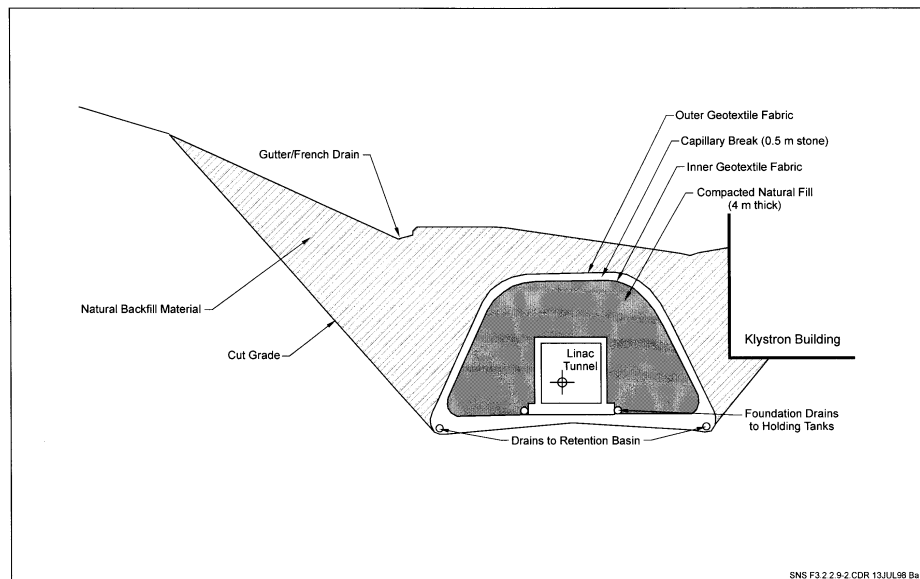 Outer Geotextile Fabric
Gutter/French Drain
Capillary Break (0.5 m stone)
Inner Geotextile Fabric
Compacted Natural Fill
(4 m thick)
Natural Backfill Material
Klystron Building
Cut Grade
Linac
Tunnel
Foundation Drains
to Holding Tanks
Drains to Retention Basin
SNS F3.2.2.9-2.CDR 13JUL98 Ba